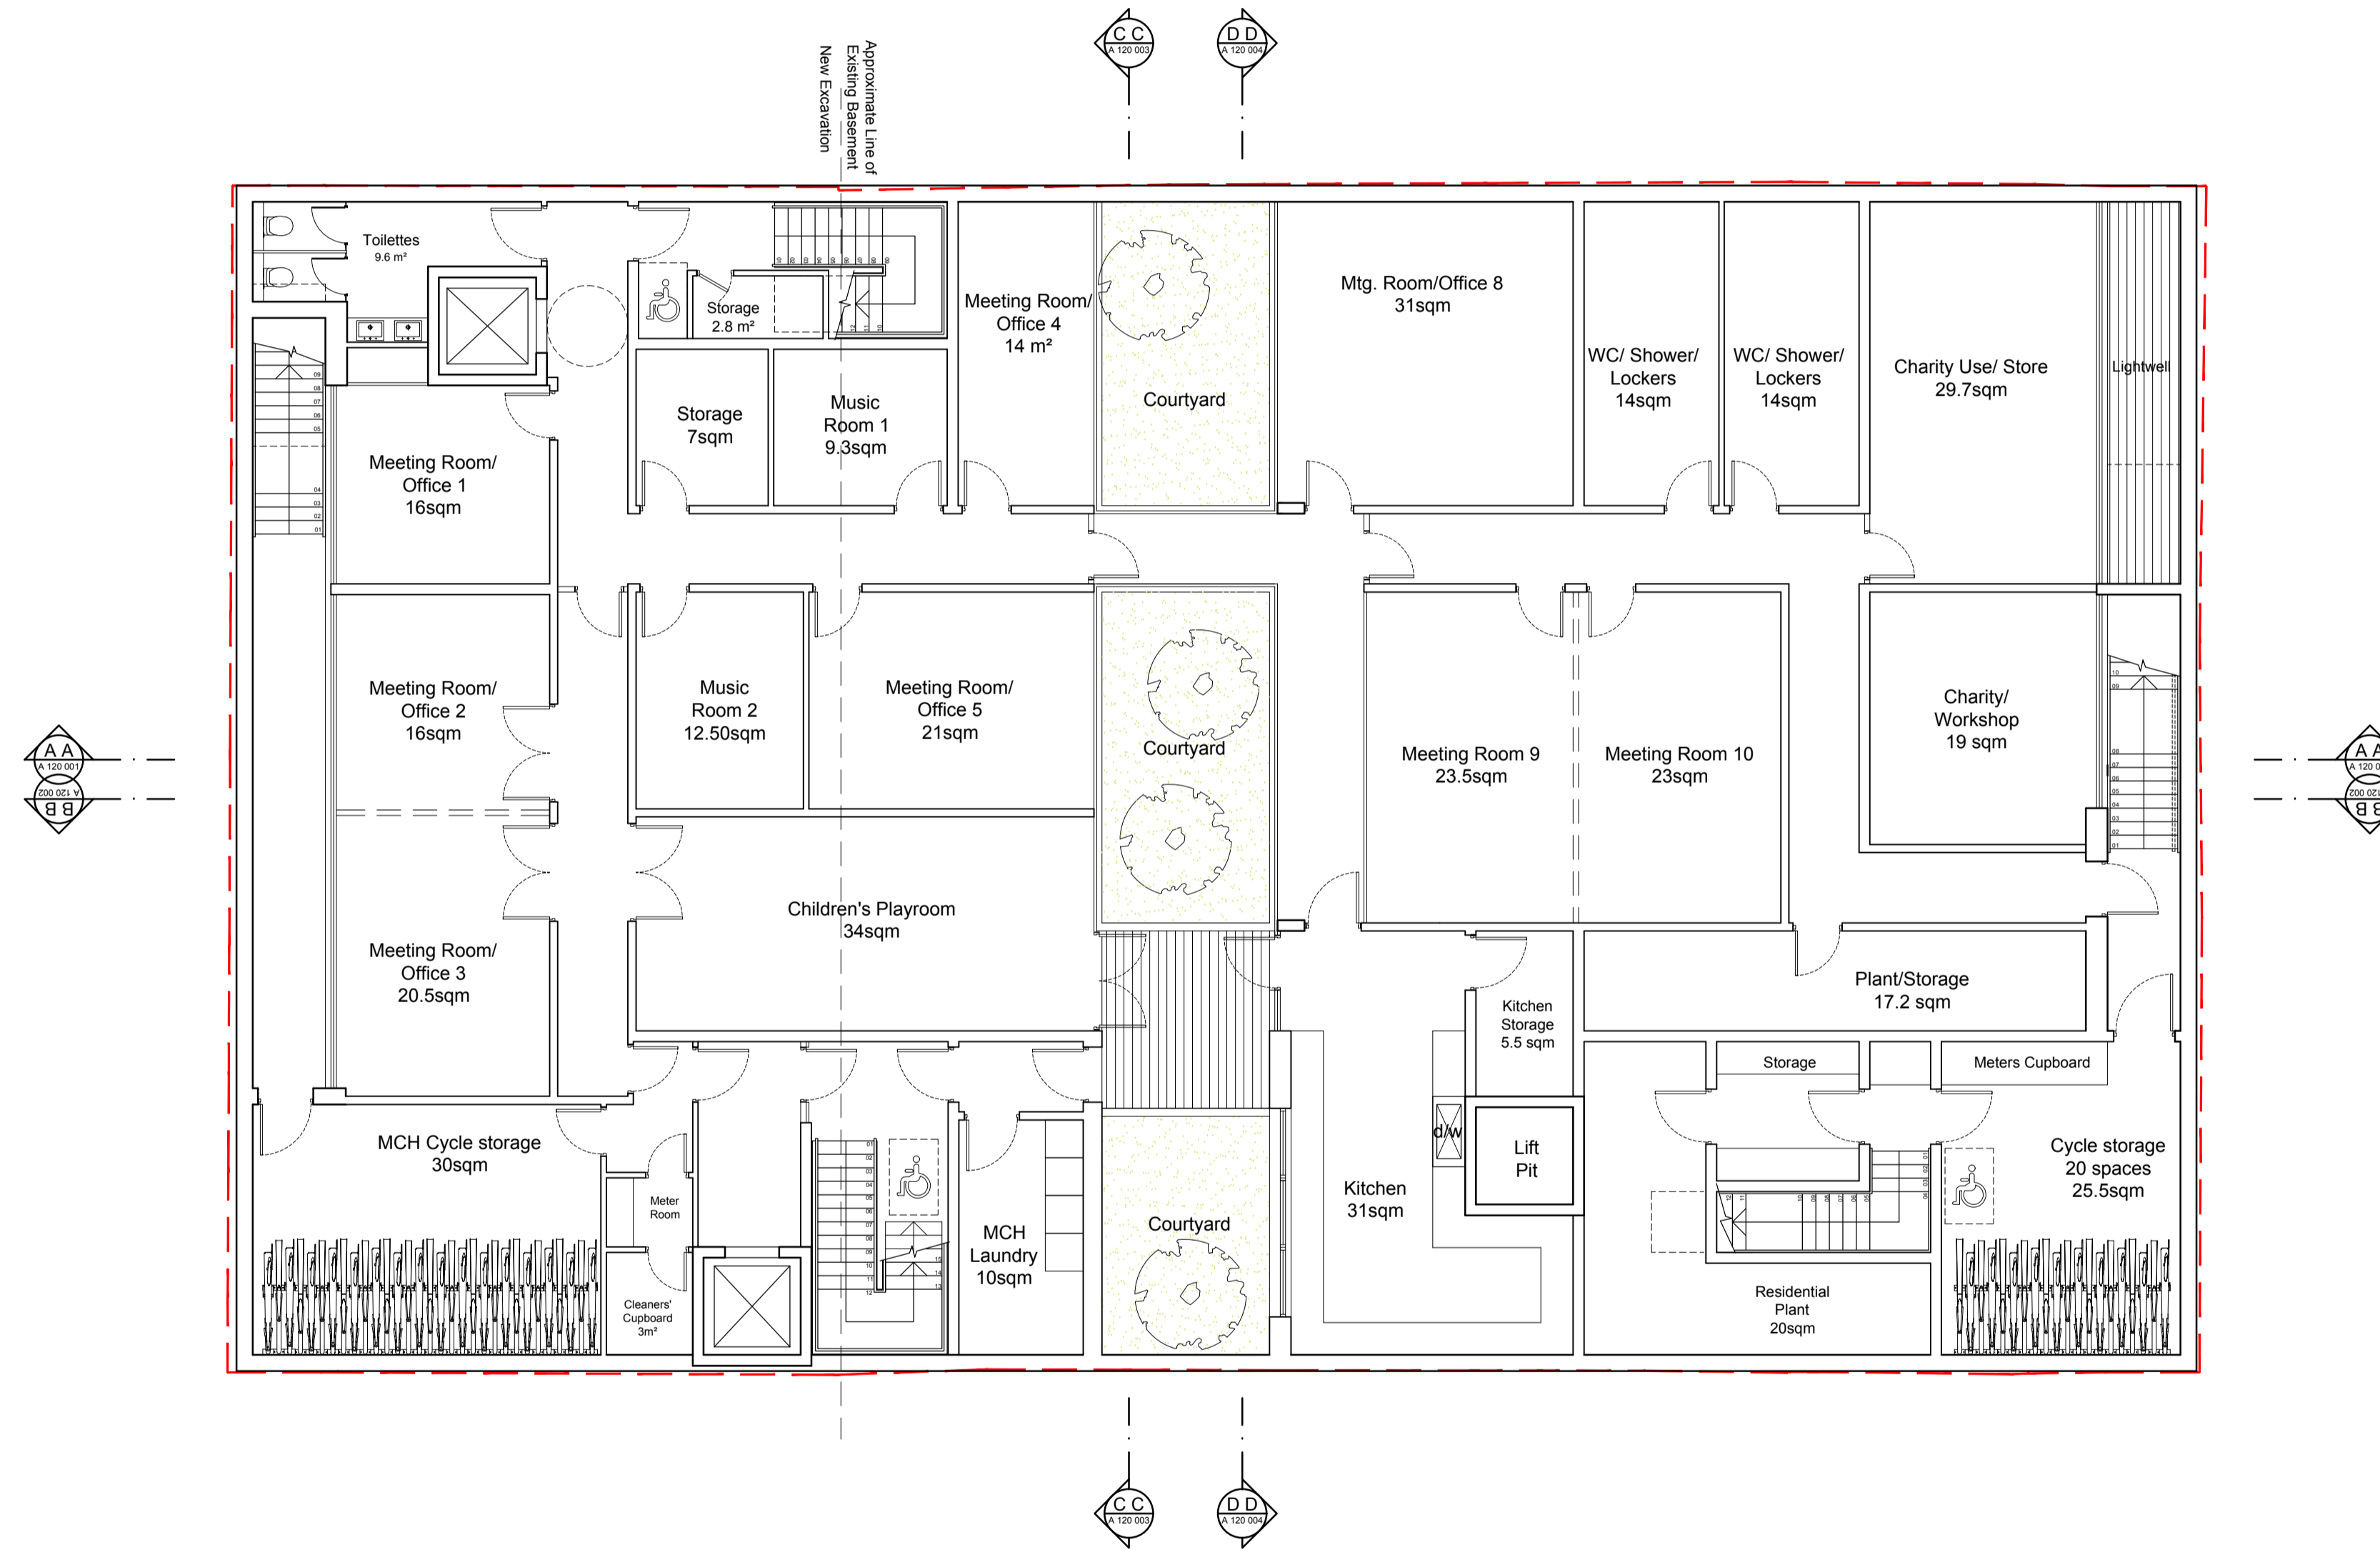 C C
A 120 003
D D
A 120 004
Approximate Line of
Existing Basement
New Excavation
Toilettes
9.6 m²
Storage
2.8 m²
Meeting Room/
Office 4
14 m²
Courtyard
Mtg. Room/Office 8
31sqm
WC/ Shower/
Lockers
14sqm
WC/ Shower/
Lockers
14sqm
Charity Use/ Store
29.7sqm
Lightwell
Meeting Room/
Office 1
16sqm
Storage
7sqm
Music
Room 1
9.3sqm
Meeting Room/
Office 2
16sqm
Music
Room 2
12.50sqm
Meeting Room/
Office 5
21sqm
Courtyard
Meeting Room 9
23.5sqm
Meeting Room 10
23sqm
Charity/
Workshop
19 sqm
A A
A 120 001
A 120 002
B B
A A
A 120 0
B B
Children's Playroom
34sqm
Meeting Room/
Office 3
20.5sqm
Plant/Storage
17.2 sqm
Kitchen
Storage
5.5 sqm
Storage
Meters Cupboard
MCH Cycle storage
30sqm
Meter
Room
Cleaners'
Cupboard
3m²
MCH
Laundry
10sqm
Courtyard
Kitchen
31sqm
d/w
Lift
Pit
Cycle storage
20 spaces
25.5sqm
Residential
Plant
20sqm
C C
A 120 003
D D
A 120 004